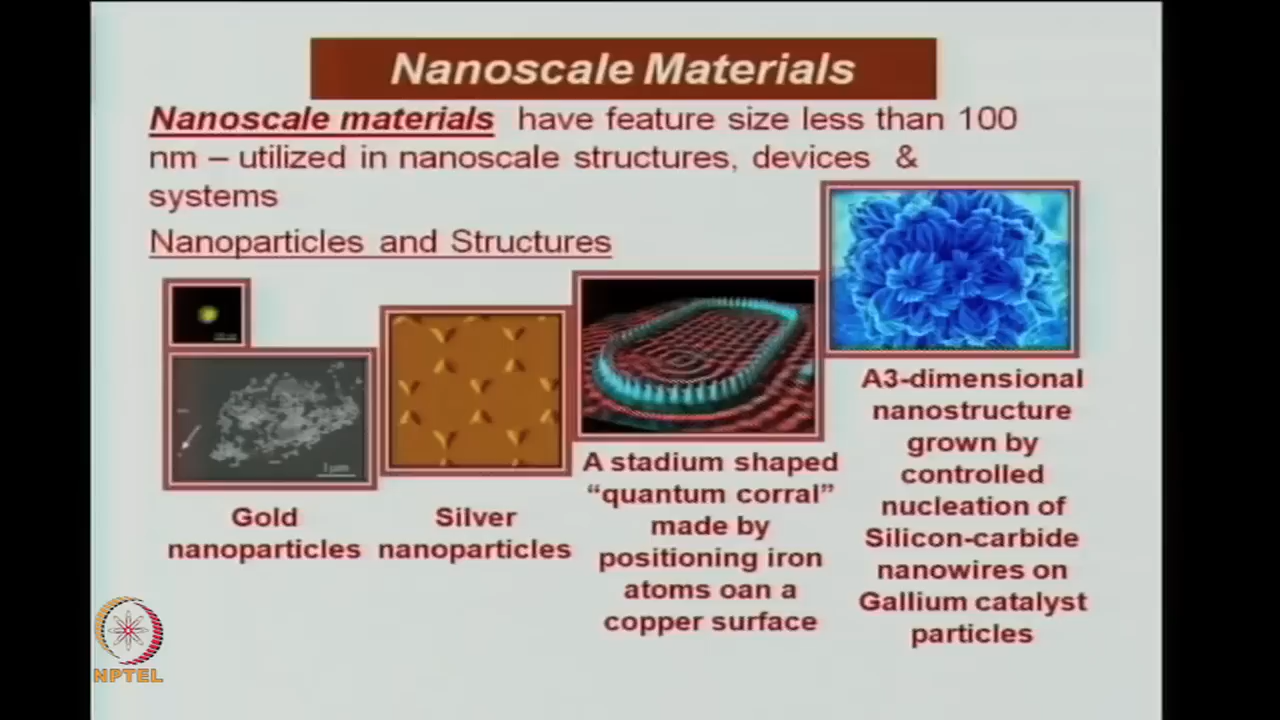 Nanoscale Materials
Nanoscale materials have feature size less than 100
nm – utilized in nanoscale structures, devices &
systems
Nanoparticles and Structures
1µm
Gold
nanoparticles
Silver
nanoparticles
A stadium shaped
“quantum corral”
made by
positioning iron
atoms oan a
copper surface
A3-dimensional
nanostructure
grown by
controlled
nucleation of
Silicon-carbide
nanowires on
Gallium catalyst
particles
NPTEL